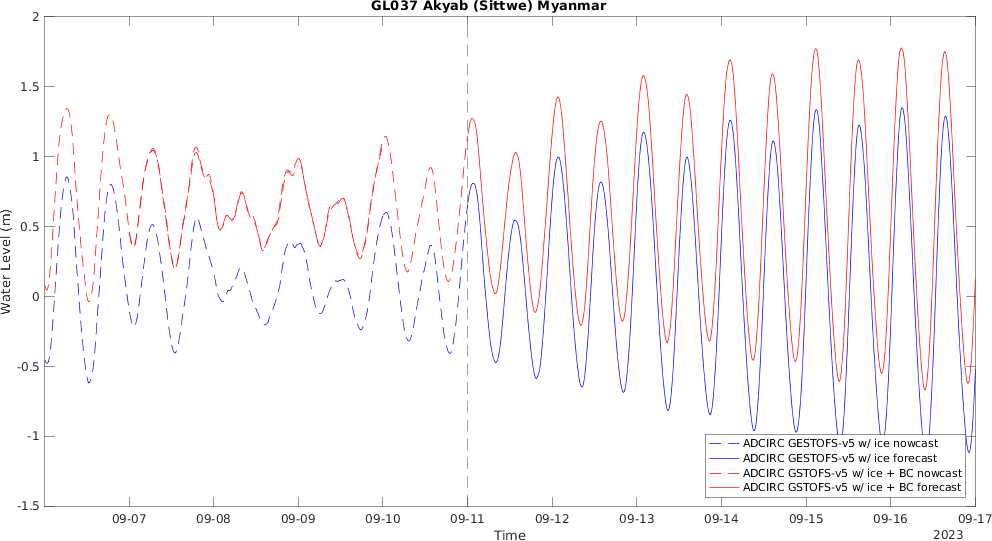 GL037 Akyab (Sittwe) Myanmar
Water Level (m)
2
1.5
1
0.5
0
-0.5
-1
-1.5
ADCIRC GESTOFS-v5 w/ ice nowcast
ADCIRC GESTOFS-v5 w/ ice forecast
ADCIRC GSTOFS-v5 w/ ice + BC nowcast
ADCIRC GSTOFS-v5 w/ ice + BC forecast
09-07 09-08 09-09 09-10 09-11 09-12 09-13 09-14 09-15 09-16 09-17
Time
2023